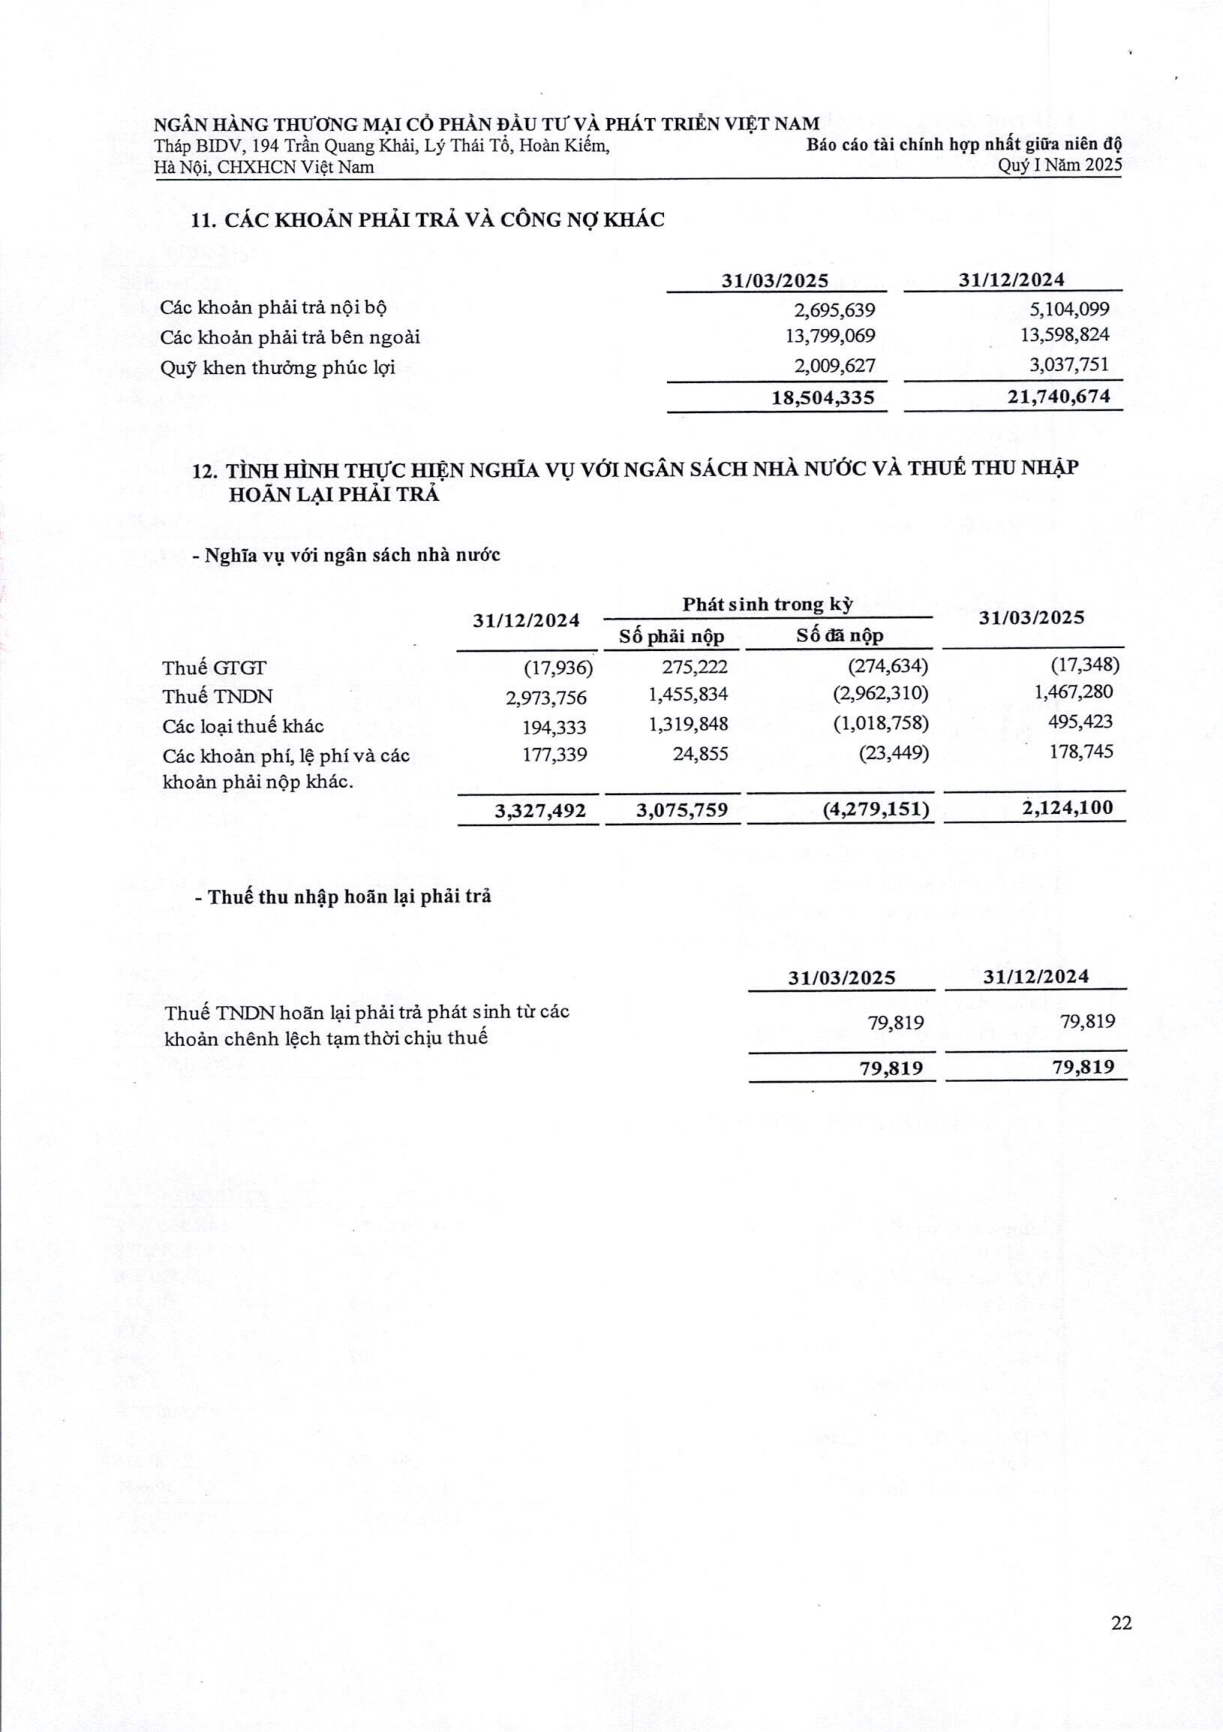 NGÂN HÀNG THƯƠNG MẠI CỔ PHẦN ĐẦU TƯ VÀ PHÁT TRIỂN VIỆT NAM
Tháp BIDV, 194 Trần Quang Khải, Lý Thái Tổ, Hoàn Kiếm, Báo cáo tài chính hợp nhất giữa niên độ
Hà Nội, CHXHCN Việt Nam Quý I Năm 2025
11. CÁC KHOẢN PHẢI TRẢ VÀ CÔNG NỢ KHÁC
31/03/2025 31/12/2024
Các khoản phải trả nội bộ 2,695,639 5,104,099
Các khoản phải trả bên ngoài 13,799,069 13,598,824
Quỹ khen thưởng phúc lợi 2,009,627 3,037,751
18,504,335 21,740,674
12. TÌNH HÌNH THỰC HIỆN NGHĨA VỤ VỚI NGÂN SÁCH NHÀ NƯỚC VÀ THUẾ THU NHẬP
HOÃN LẠI PHẢI TRẢ
- Nghĩa vụ với ngân sách nhà nước
31/12/2024 Phát sinh trong kỳ 31/03/2025
Số phải nộp Số đã nộp
Thuế GTGT (17,936) 275,222 (274,634) (17,348)
Thuế TNDN 2,973,756 1,455,834 (2,962,310) 1,467,280
Các loại thuế khác 194,333 1,319,848 (1,018,758) 495,423
Các khoản phí, lệ phí và các 177,339 24,855 (23,449) 178,745
khoản phải nộp khác.
3,327,492 3,075,759 (4,279,151) 2,124,100
- Thuế thu nhập hoãn lại phải trả
31/03/2025 31/12/2024
Thuế TNDN hoãn lại phải trả phát sinh từ các 79,819 79,819
khoản chênh lệch tạm thời chịu thuế
79,819 79,819
22